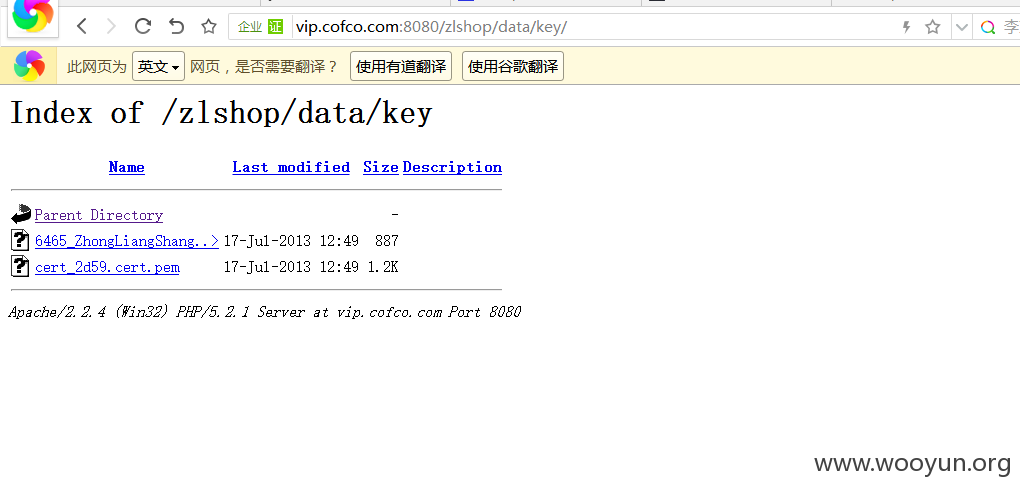 企业 证 vip.cofco.com:8080/zlshop/data/key/
此网页为 英文 网页，是否需要翻译？ 使用有道翻译 使用谷歌翻译
Index of /zlshop/data/key
Name Last modified Size Description
Parent Directory -
6465_ZhongLiangShang..> 17-Jul-2013 12:49 887
cert_2d59.cert.pem 17-Jul-2013 12:49 1.2K
Apache/2.2.4 (Win32) PHP/5.2.1 Server at vip.cofco.com Port 8080
www.wooyun.org